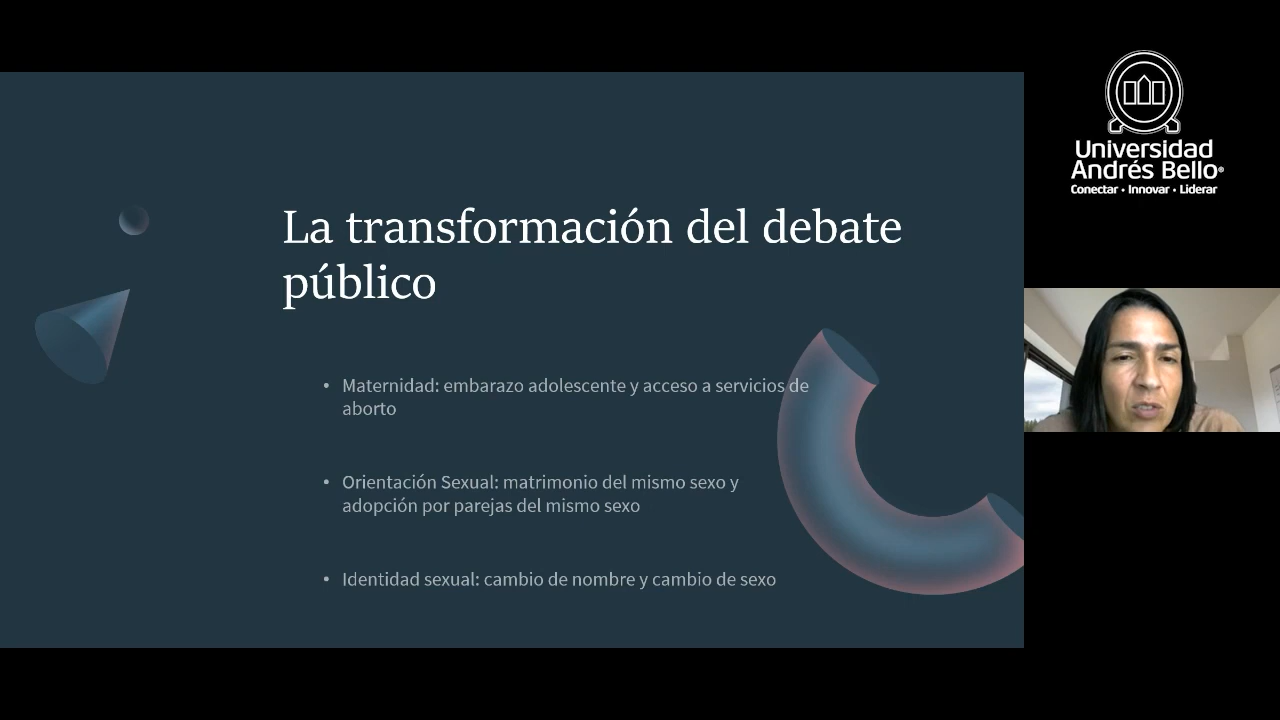 La transformación del debate
público
• Maternidad: embarazo adolescente y acceso a servicios de
aborto
• Orientación Sexual: matrimonio del mismo sexo y
adopción por parejas del mismo sexo
• Identidad sexual: cambio de nombre y cambio de sexo
Universidad
Andrés Bello®
Conectar • Innovar • Liderar